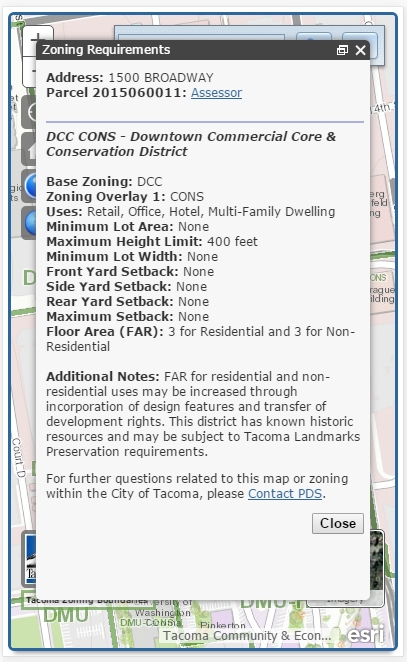 Zoning Requirements
Address: 1500 BROADWAY
Parcel 2015060011: Assessor
DCC CONS - Downtown Commercial Core &
Conservation District
Base Zoning: DCC
Zoning Overlay 1: CONS
Uses: Retail, Office, Hotel, Multi-Family Dwelling
Minimum Lot Area: None
Maximum Height Limit: 400 feet
Minimum Lot Width: None
Front Yard Setback: None
Side Yard Setback: None
Rear Yard Setback: None
Maximum Setback: None
Floor Area (FAR): 3 for Residential and 3 for Non-
Residential
Additional Notes: FAR for residential and non-
residential uses may be increased through
incorporation of design features and transfer of
development rights. This district has known historic
resources and may be subject to Tacoma Landmarks
Preservation requirements.
For further questions related to this map or zoning
within the City of Tacoma, please Contact PDS.
Close
Court D
Tacoma Zoning Boundaries
Washington
DMU
DMU-CONS
Pinkerton
Tacoma Community & Econ...
esri